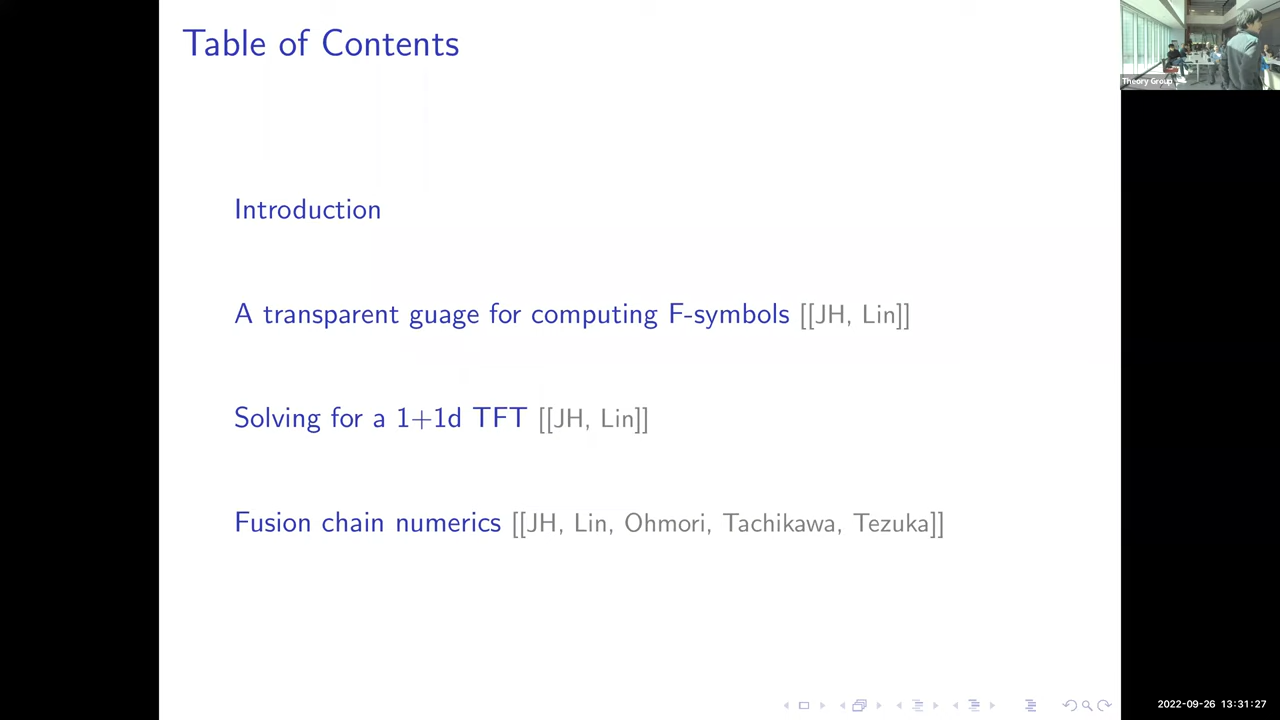 Table of Contents
Theory Group
Introduction
A transparent guage for computing F-symbols [[JH, Lin]]
Solving for a 1+1d TFT [[JH, Lin]]
Fusion chain numerics [[JH, Lin, Ohmori, Tachikawa, Tezuka]]
2022-09-26 13:31:27